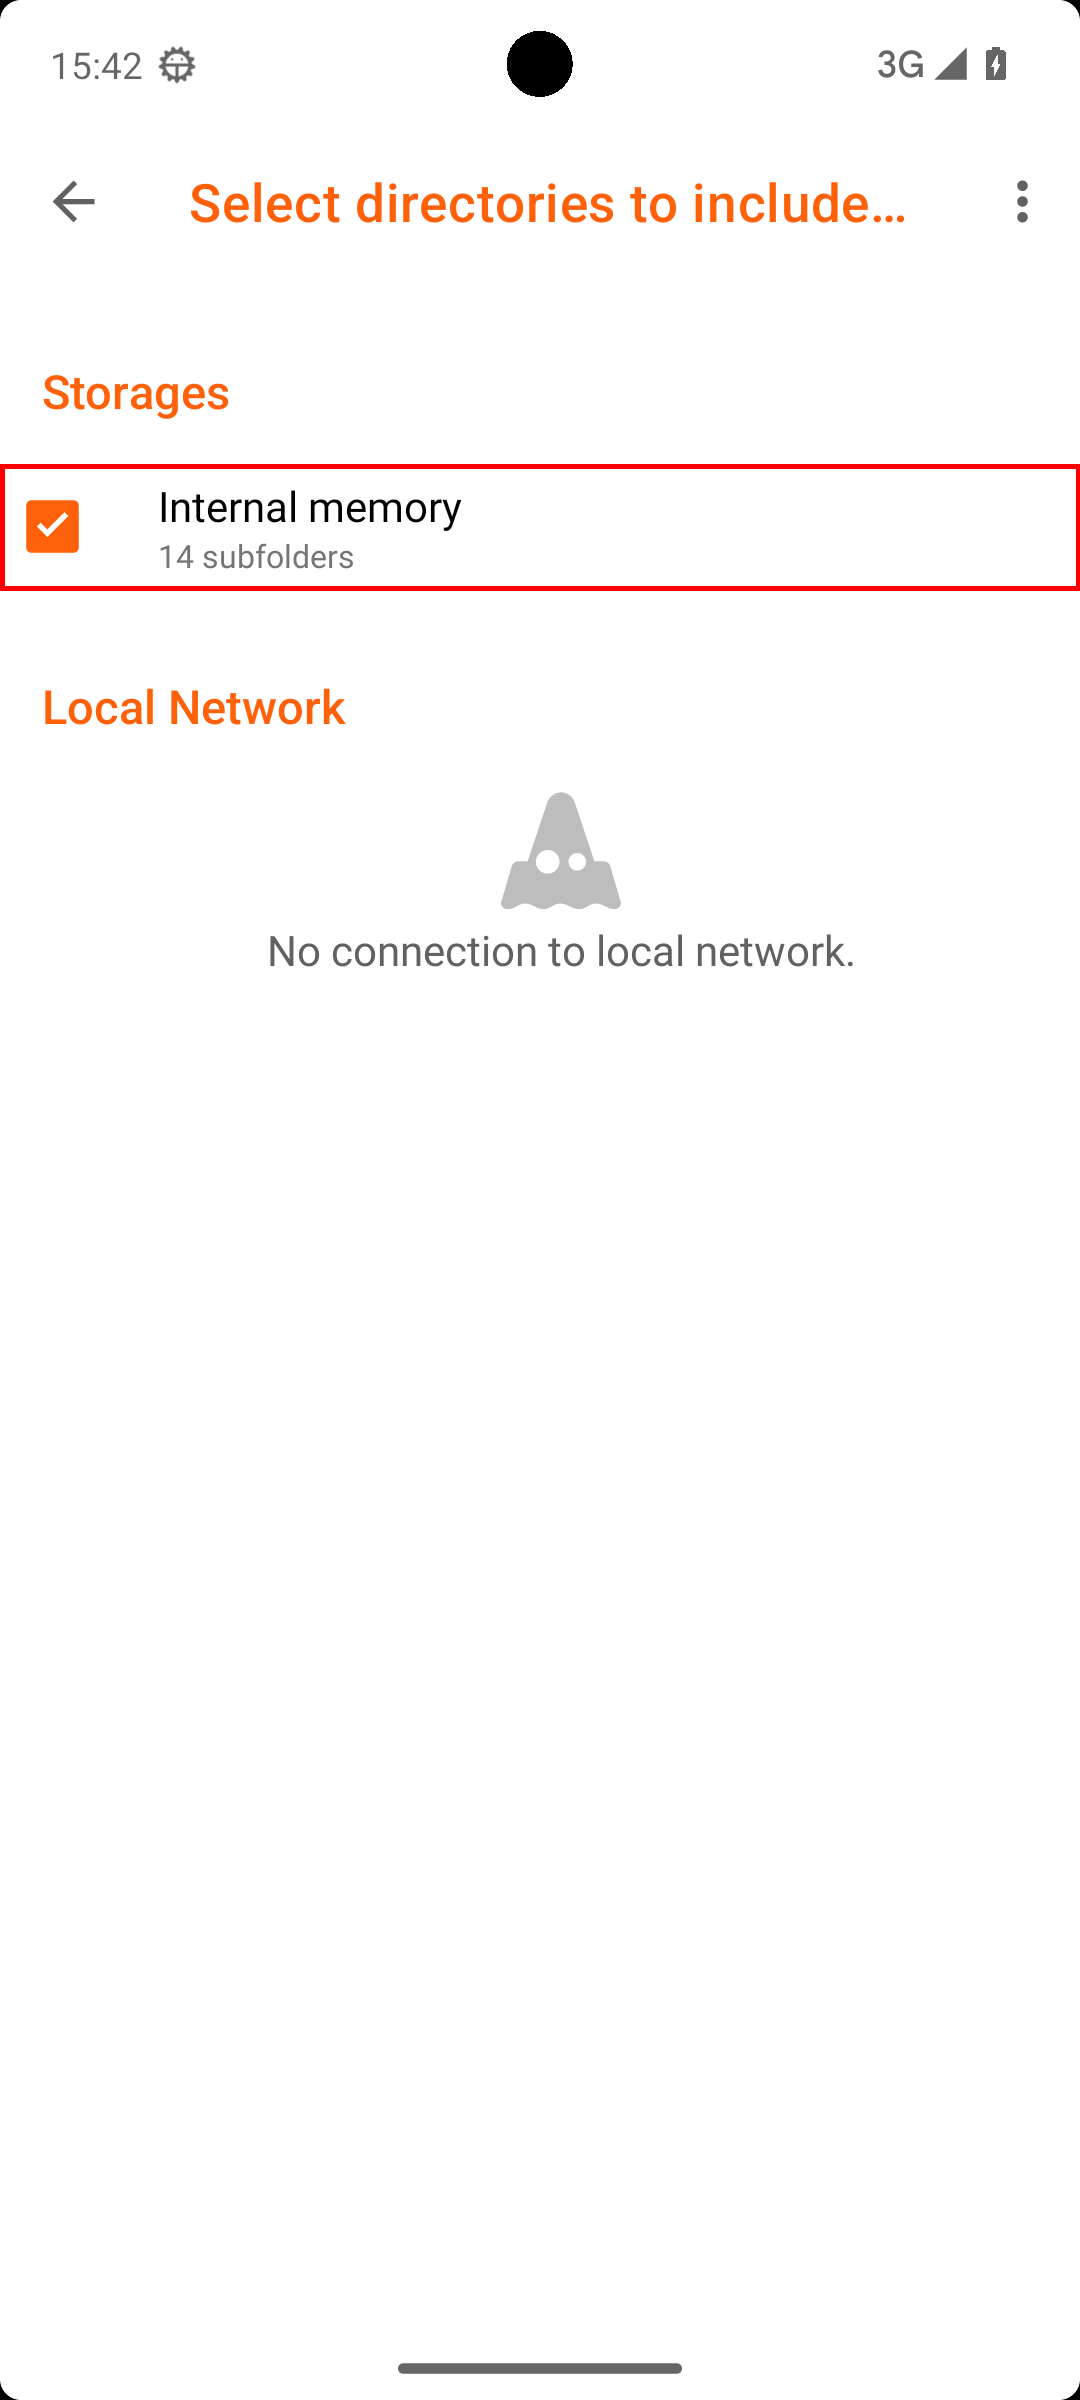 15:42
3G
Select directories to include…
Storages
Internal memory
14 subfolders
Local Network
No connection to local network.